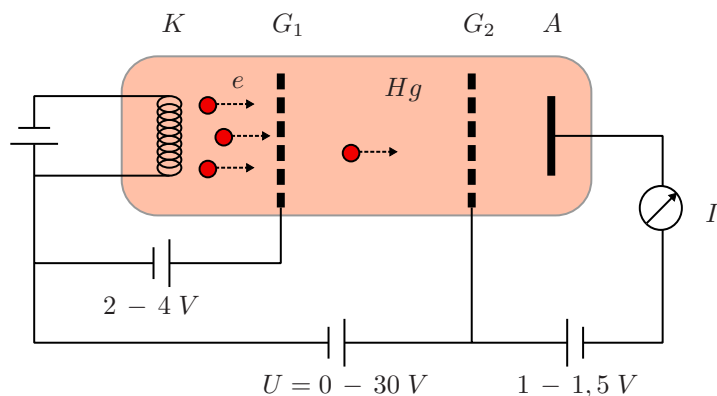 K G₁ G₂ A
e Hg
I
2 – 4 V
U = 0 – 30 V 1 – 1,5 V